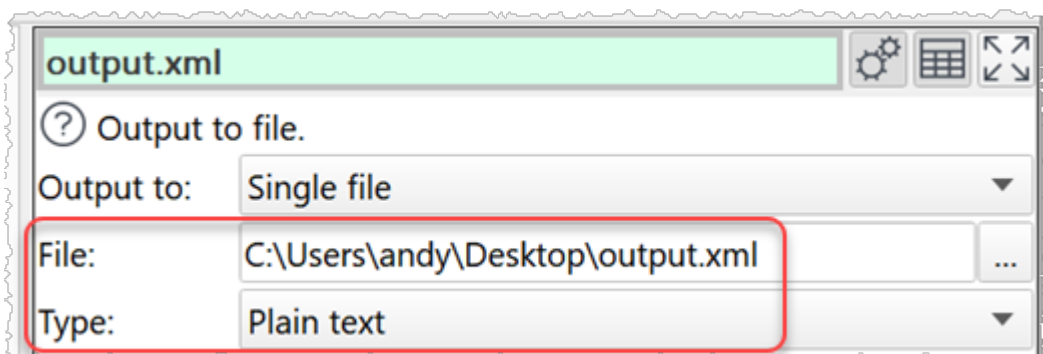 output.xml
? Output to file.
Output to: Single file
File: C:\Users\andy\Desktop\output.xml ...
Type: Plain text